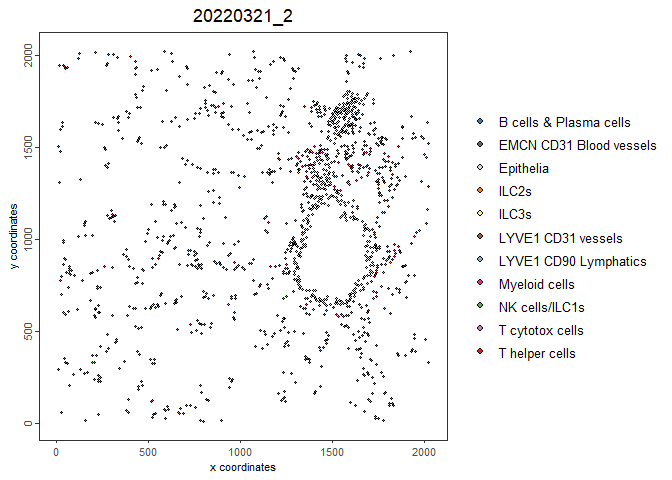 20220321_2
2000
1500
1000
500
0
y coordinates
0 500 1000 1500 2000
x coordinates
B cells & Plasma cells
EMCN CD31 Blood vessels
Epithelia
ILC2s
ILC3s
LYVE1 CD31 vessels
LYVE1 CD90 Lymphatics
Myeloid cells
NK cells/ILC1s
T cytotox cells
T helper cells